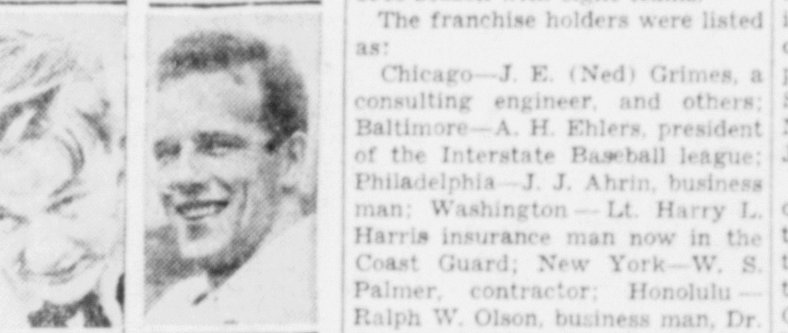 The franchise holders were listed
as:
Chicago—J. E. (Ned) Grimes, a
consulting engineer, and others;
Baltimore—A. H. Ehlers, president
of the Interstate Baseball league;
Philadelphia—J. J. Ahrin, business
man; Washington—Lt. Harry L.
Harris insurance man now in the
Coast Guard; New York—W. S.
Palmer, contractor; Honolulu—
Ralph W. Olson, business man, Dr.